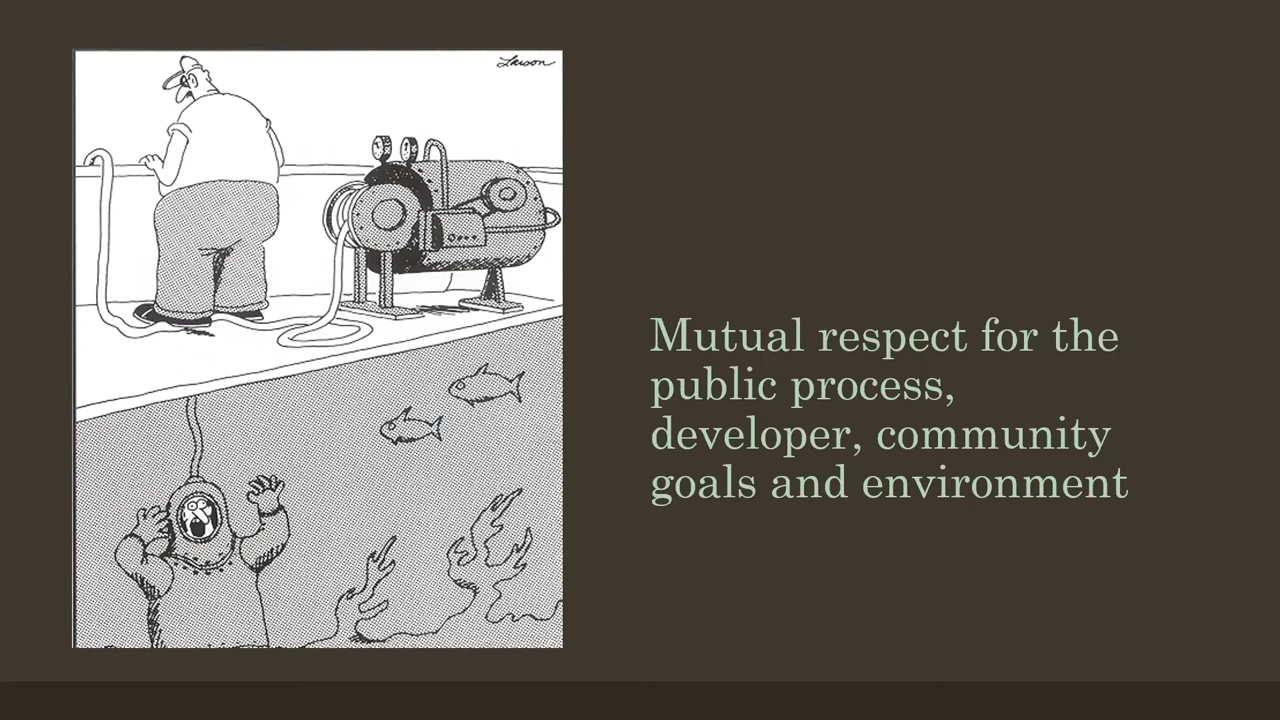 Larson
Mutual respect for the
public process,
developer, community
goals and environment